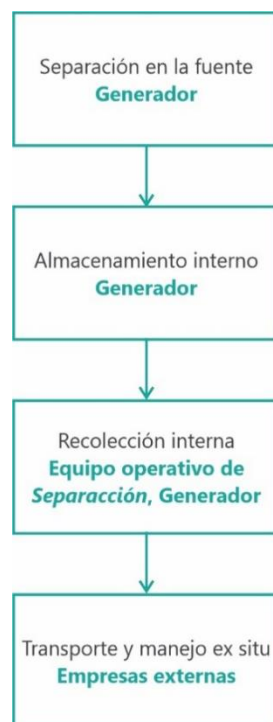 Separación en la fuente
Generador
Almacenamiento interno
Generador
Recolección interna
Equipo operativo de
Separacción, Generador
Transporte y manejo ex situ
Empresas externas